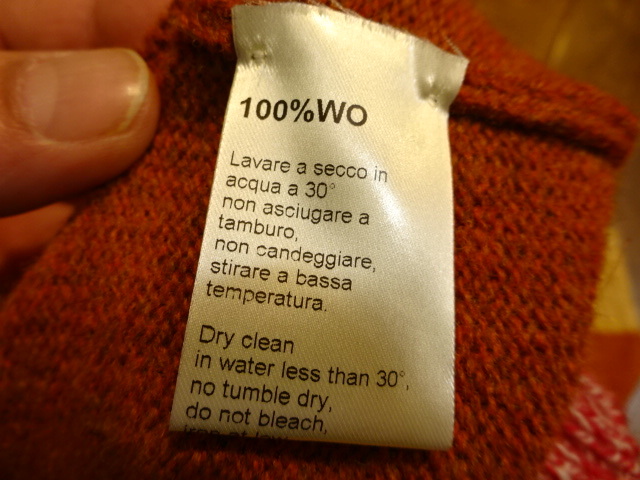 100%WO
Lavare a secco in
acqua a 30°
non asciugare a
tamburo,
non candeggiare,
stirare a bassa
temperatura.
Dry clean
in water less than 30°,
no tumble dry,
do not bleach,